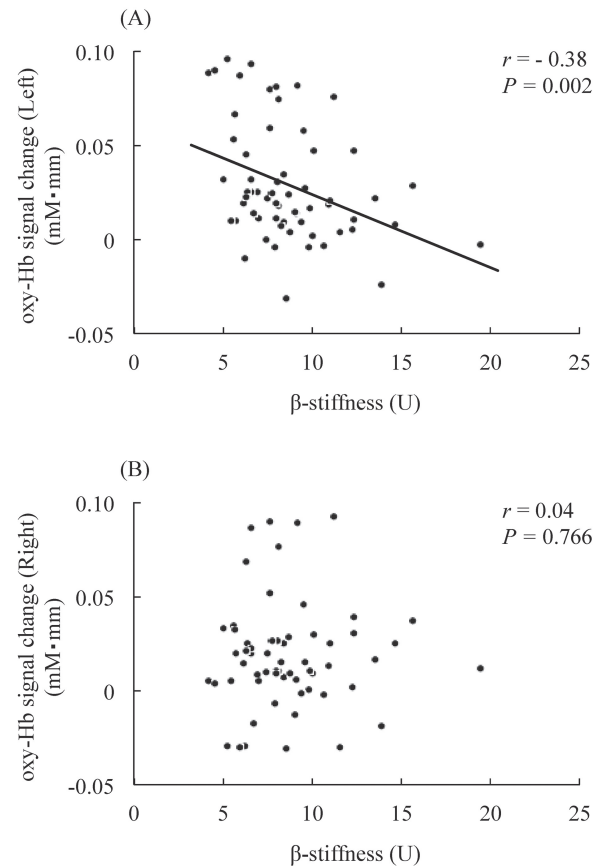 (A)
r = - 0.38
P = 0.002
oxy-Hb signal change (Left)
(mM▪mm)
0.10
0.05
0
-0.05
0 5 10 15 20 25
β-stiffness (U)
(B)
r = 0.04
P = 0.766
oxy-Hb signal change (Right)
(mM▪mm)
0.10
0.05
0
-0.05
0 5 10 15 20 25
β-stiffness (U)